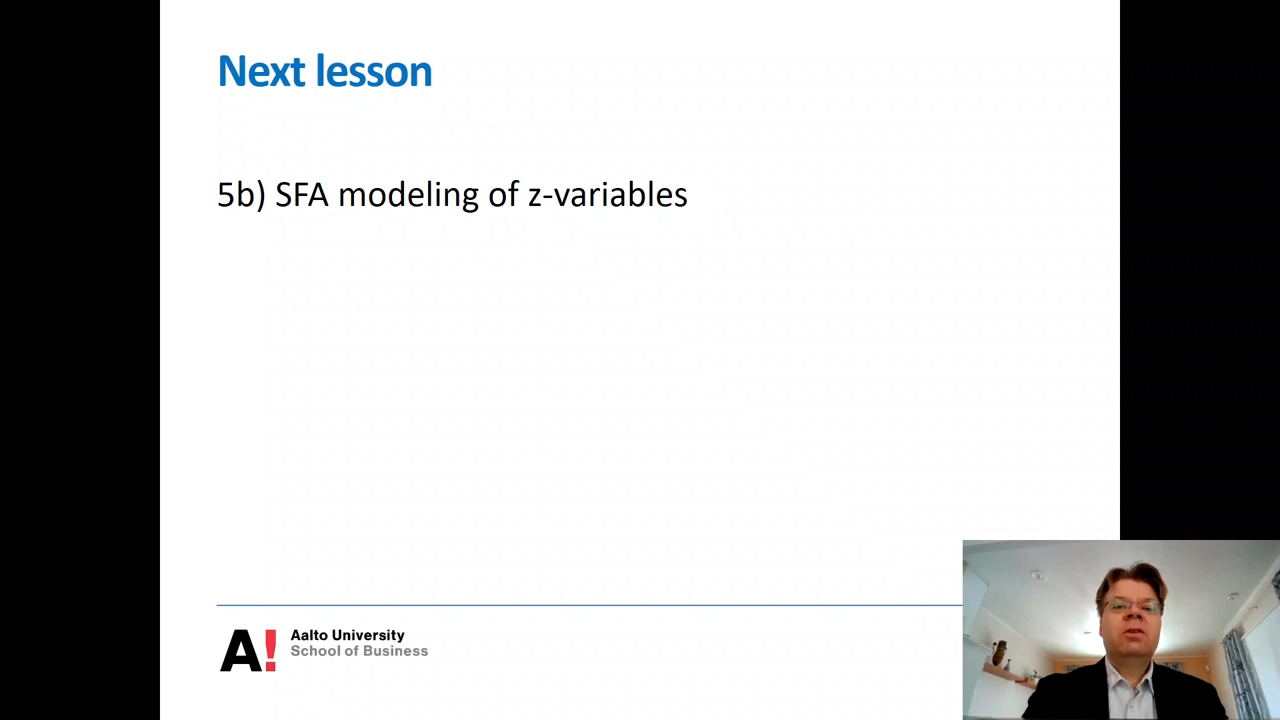 Next lesson
5b) SFA modeling of z-variables
A!
Aalto University
School of Business